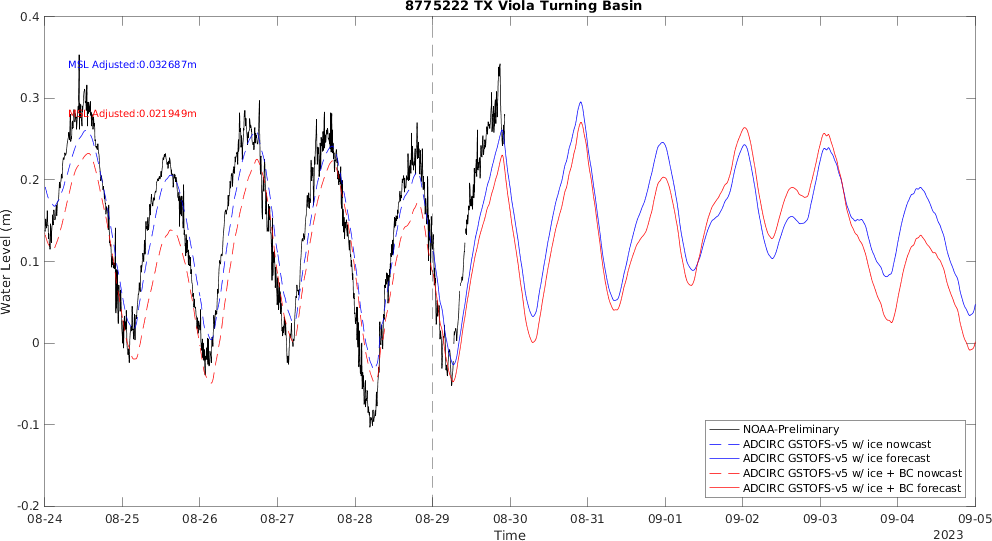 8775222 TX Viola Turning Basin
0.4
MSL Adjusted:0.032687m
0.3
MSL Adjusted:0.021949m
0.2
0.1
0
-0.1
-0.2
Water Level (m)
NOAA-Preliminary
ADCIRC GSTOFS-v5 w/ ice nowcast
ADCIRC GSTOFS-v5 w/ ice forecast
ADCIRC GSTOFS-v5 w/ ice + BC nowcast
ADCIRC GSTOFS-v5 w/ ice + BC forecast
08-24 08-25 08-26 08-27 08-28 08-29 08-30 08-31 09-01 09-02 09-03 09-04 09-05
Time
2023